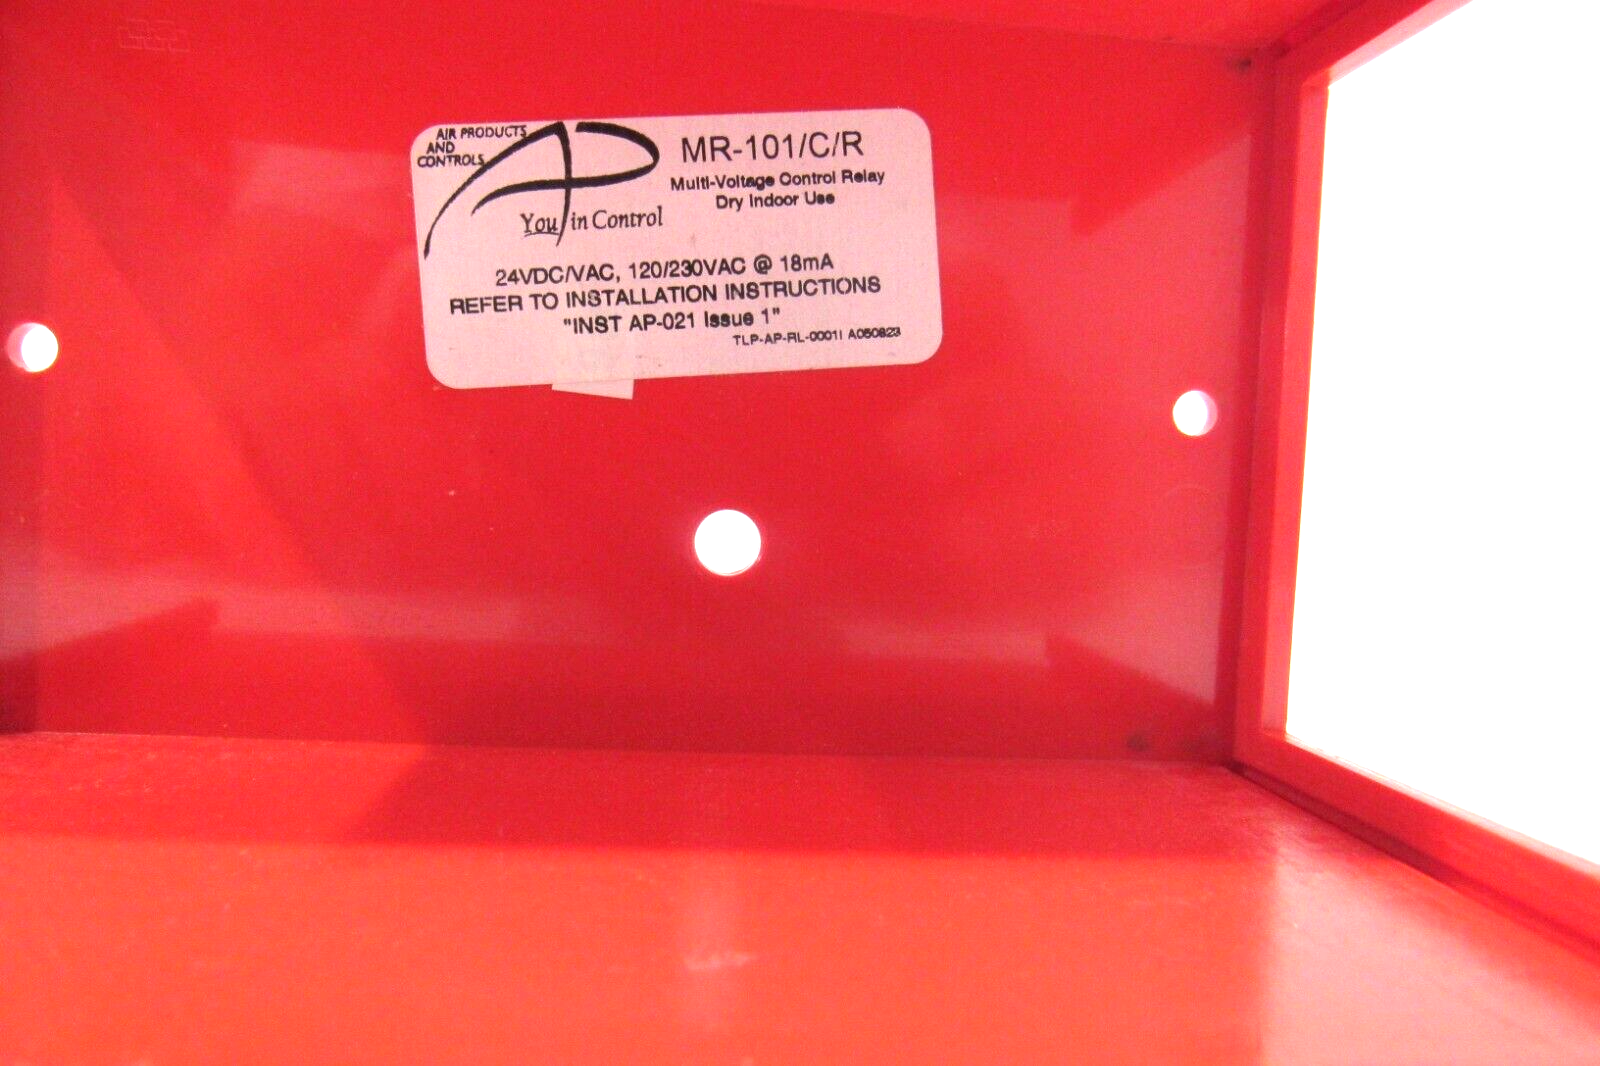 AIR PRODUCTS
AND
CONTROLS
You in Control
MR-101/C/R
Multi-Voltage Control Relay
Dry Indoor Use
24VDC/VAC, 120/230VAC @ 18mA
REFER TO INSTALLATION INSTRUCTIONS
"INST AP-021 Issue 1"
TLP-AP-RL-0001I A050823